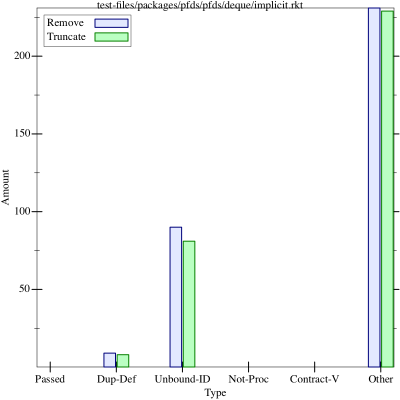 test-files/packages/pfds/pfds/deque/implicit.rkt
Remove
Truncate
200
150
100
50
Amount
Passed Dup-Def Unbound-ID Not-Proc Contract-V Other
Type